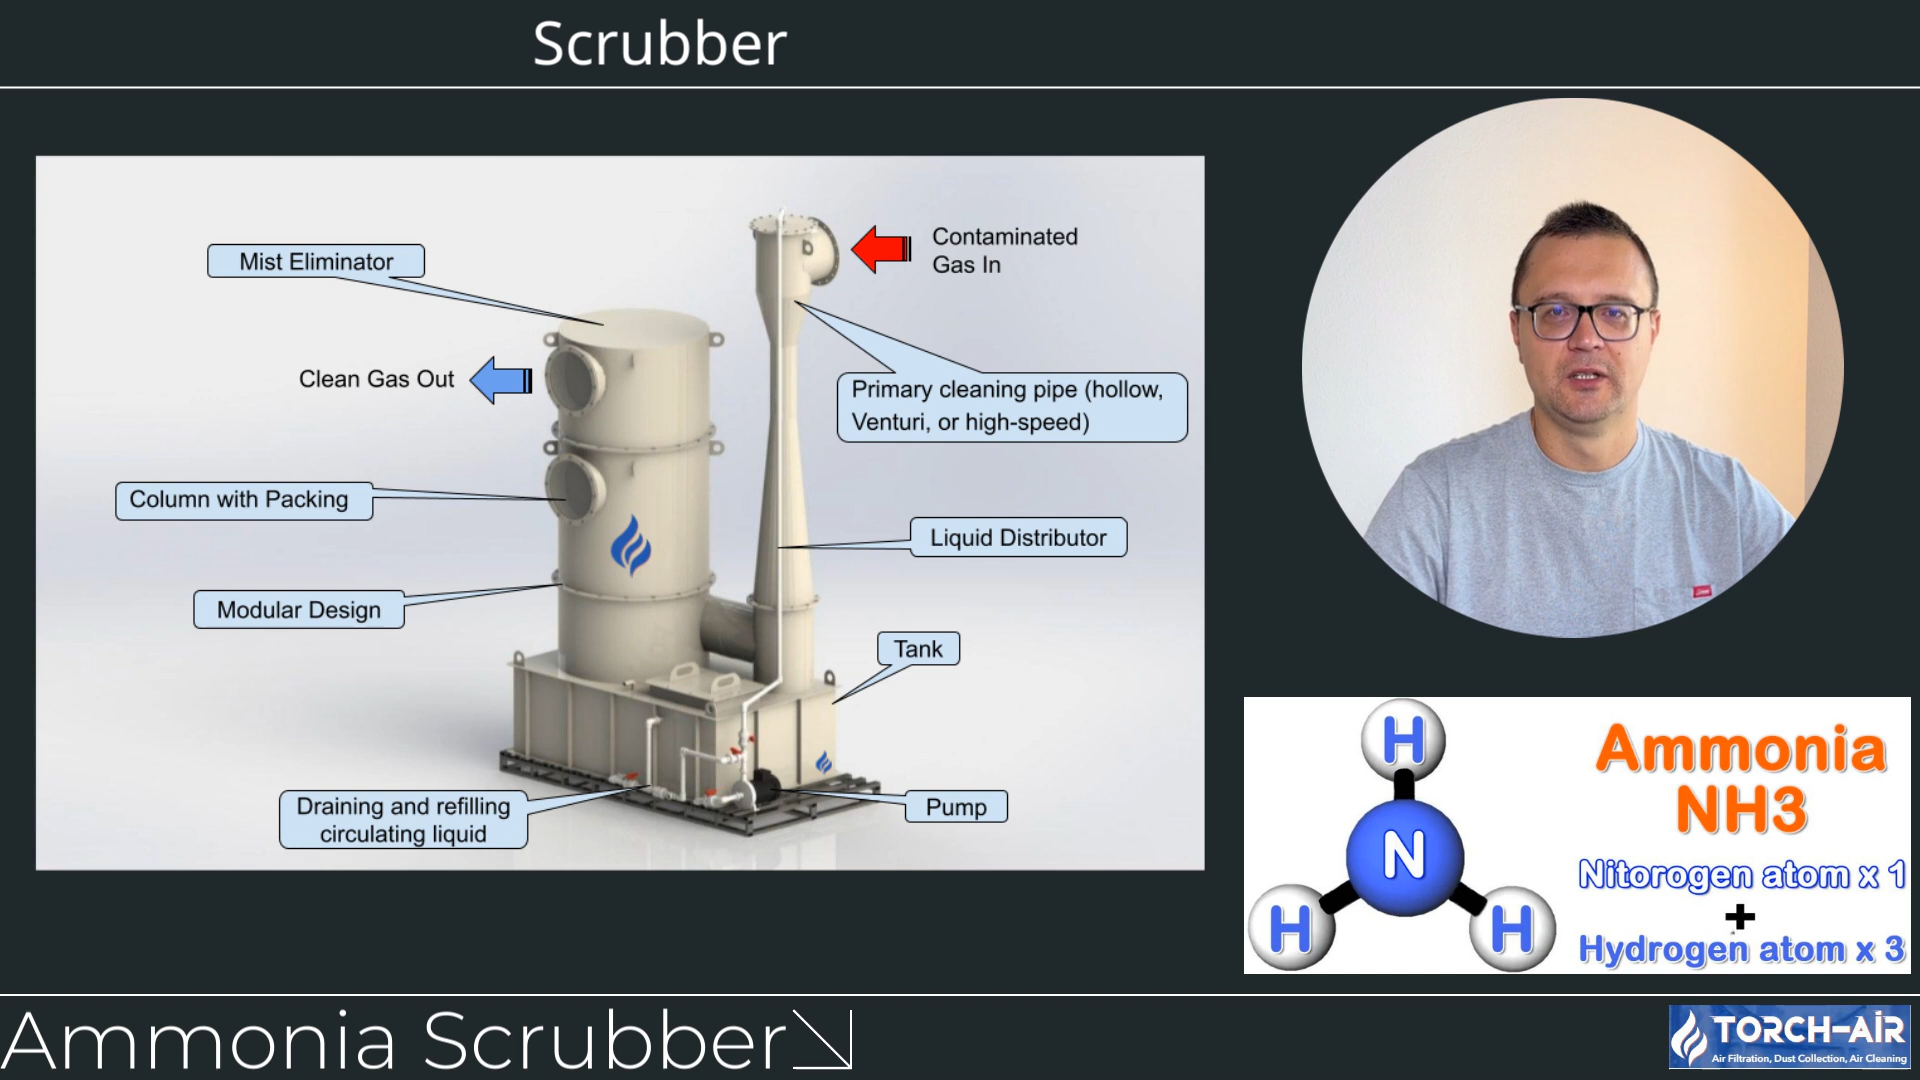 Scrubber
Contaminated
Gas In
Mist Eliminator
Clean Gas Out
Primary cleaning pipe (hollow,
Venturi, or high-speed)
Column with Packing
Liquid Distributor
Modular Design
Tank
Draining and refilling
circulating liquid
Pump
H
N
H
H
Ammonia
NH3
Nitorogen atom x 1
+
Hydrogen atom x 3
Ammonia Scrubber
TORCH-AIR
Air Filtration, Dust Collection, Air Cleaning